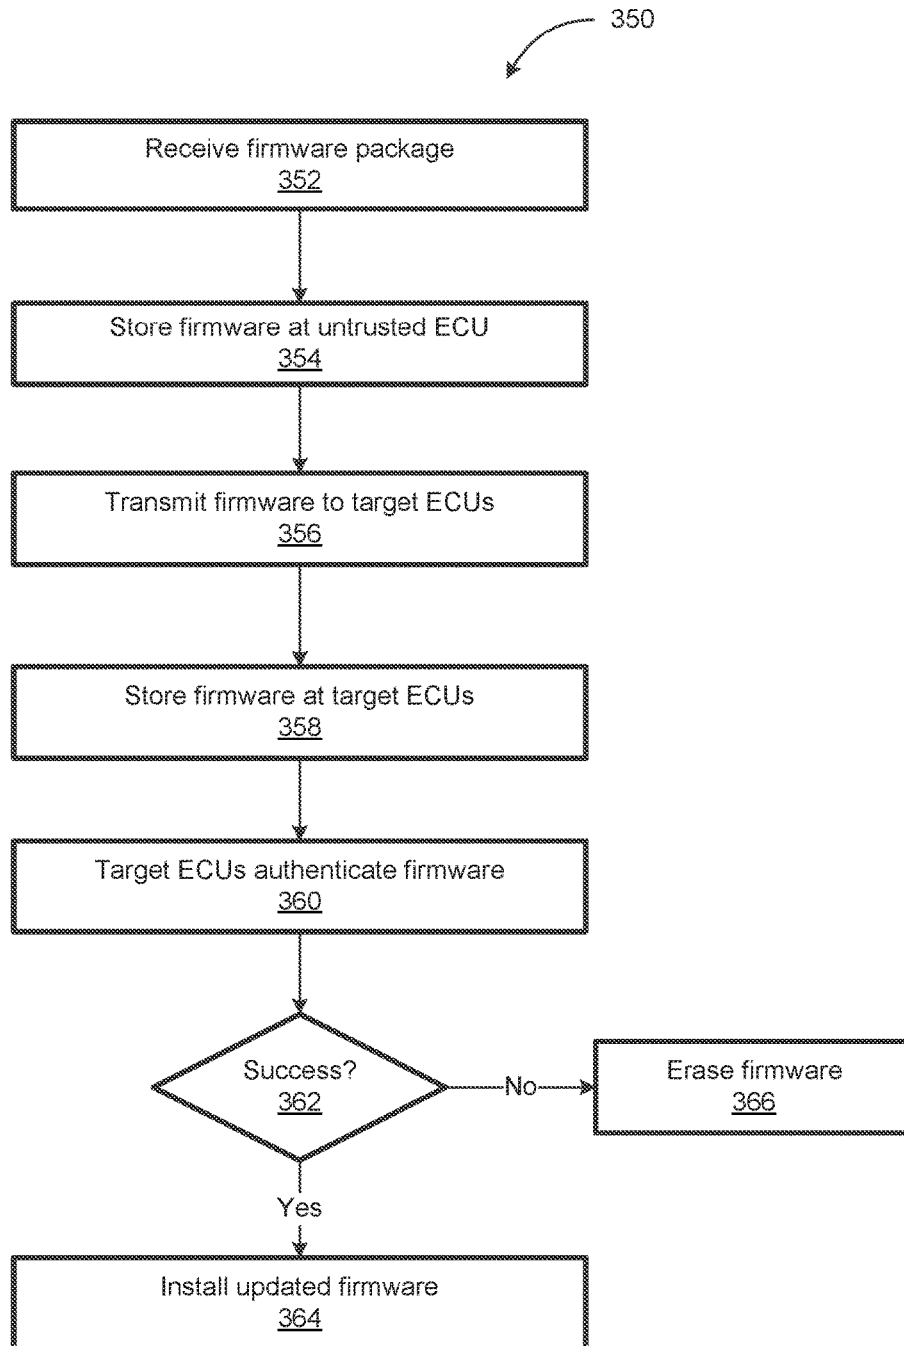 350
Receive firmware package
352
Store firmware at untrusted ECU
354
Transmit firmware to target ECUs
356
Store firmware at target ECUs
358
Target ECUs authenticate firmware
360
Success?
362
No
Erase firmware
366
Yes
Install updated firmware
364